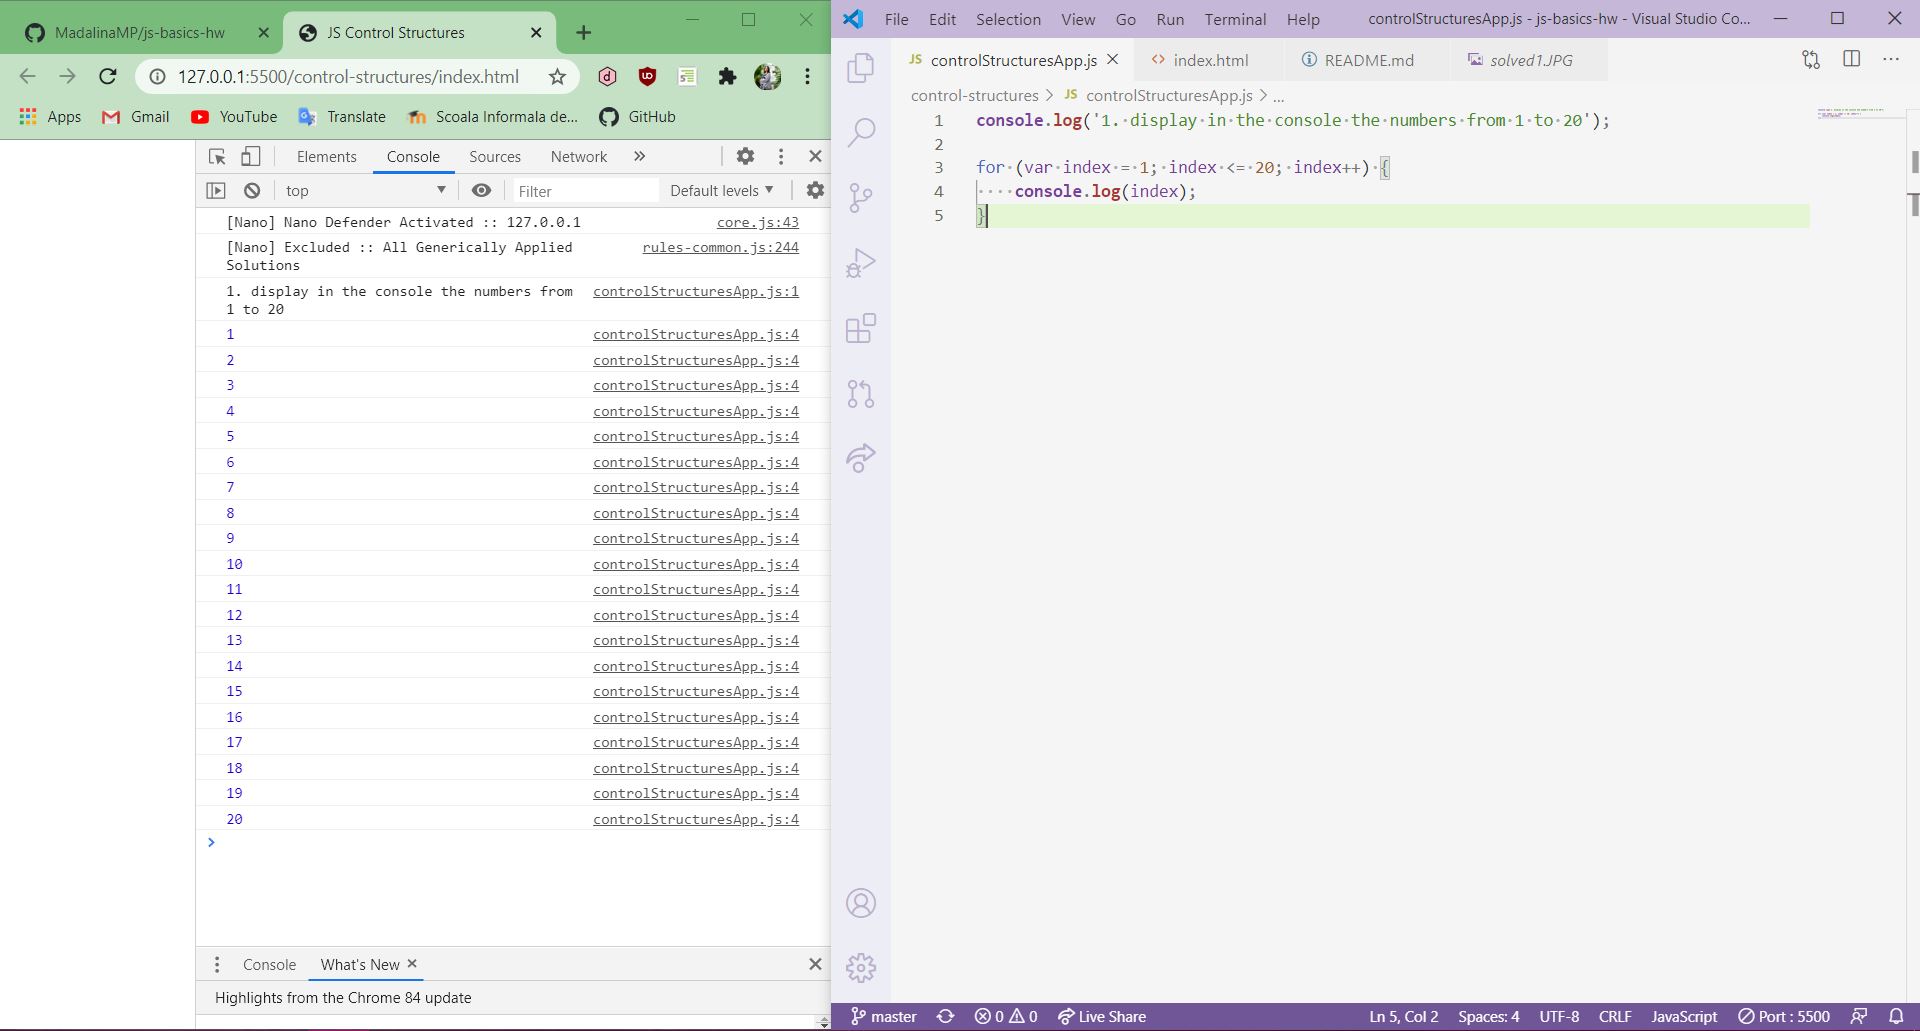 MadalinaMP/js-basics-hw
JS Control Structures
127.0.0.1:5500/control-structures/index.html
Apps
Gmail
YouTube
Translate
Scoala Informala de...
GitHub
Elements
Console
Sources
Network
top
Filter
Default levels
[Nano] Nano Defender Activated :: 127.0.0.1 core.js:43
[Nano] Excluded :: All Generically Applied rules-common.js:244
Solutions
1. display in the console the numbers from controlStructuresApp.js:1
1 to 20
1 controlStructuresApp.js:4
2 controlStructuresApp.js:4
3 controlStructuresApp.js:4
4 controlStructuresApp.js:4
5 controlStructuresApp.js:4
6 controlStructuresApp.js:4
7 controlStructuresApp.js:4
8 controlStructuresApp.js:4
9 controlStructuresApp.js:4
10 controlStructuresApp.js:4
11 controlStructuresApp.js:4
12 controlStructuresApp.js:4
13 controlStructuresApp.js:4
14 controlStructuresApp.js:4
15 controlStructuresApp.js:4
16 controlStructuresApp.js:4
17 controlStructuresApp.js:4
18 controlStructuresApp.js:4
19 controlStructuresApp.js:4
20 controlStructuresApp.js:4
Console
What's New
Highlights from the Chrome 84 update
File Edit Selection View Go Run Terminal Help controlStructuresApp.js - js-basics-hw - Visual Studio Co...
JS controlStructuresApp.js
index.html
README.md
solved1.JPG
control-structures > JS controlStructuresApp.js > ...
1 console.log('1. display in the console the numbers from 1 to 20');
2
3 for (var index = 1; index <= 20; index++) {
4 console.log(index);
5 }
master 0 0 Live Share Ln 5, Col 2 Spaces: 4 UTF-8 CRLF JavaScript Port : 5500